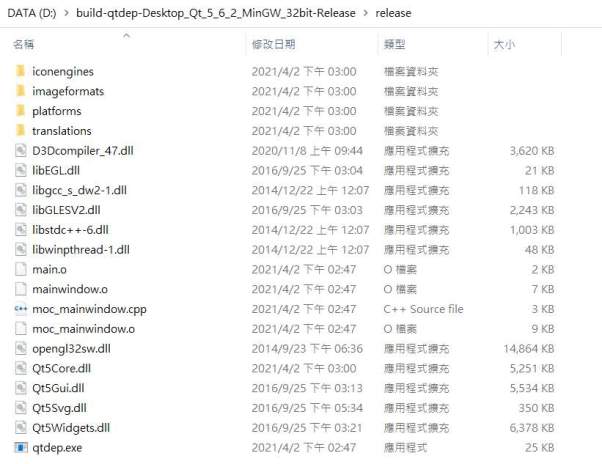 DATA (D:) > build-qtdep-Desktop_Qt_5_6_2_MinGW_32bit-Release > release
名稱 修改日期 類型 大小
iconengines 2021/4/2 下午 03:00 檔案資料夾
imageformats 2021/4/2 下午 03:00 檔案資料夾
platforms 2021/4/2 下午 03:00 檔案資料夾
translations 2021/4/2 下午 03:00 檔案資料夾
D3Dcompiler_47.dll 2020/11/8 上午 09:44 應用程式擴充 3,620 KB
libEGL.dll 2016/9/25 下午 03:04 應用程式擴充 21 KB
libgcc_s_dw2-1.dll 2014/12/22 上午 12:07 應用程式擴充 118 KB
libGLESV2.dll 2016/9/25 下午 03:03 應用程式擴充 2,243 KB
libstdc++-6.dll 2014/12/22 上午 12:07 應用程式擴充 1,003 KB
libwinpthread-1.dll 2014/12/22 上午 12:07 應用程式擴充 48 KB
main.o 2021/4/2 下午 02:47 O 檔案 2 KB
mainwindow.o 2021/4/2 下午 02:47 O 檔案 7 KB
moc_mainwindow.cpp 2021/4/2 下午 02:47 C++ Source file 3 KB
moc_mainwindow.o 2021/4/2 下午 02:47 O 檔案 9 KB
opengl32sw.dll 2014/9/23 下午 06:36 應用程式擴充 14,864 KB
Qt5Core.dll 2021/4/2 下午 03:00 應用程式擴充 5,251 KB
Qt5Gui.dll 2016/9/25 下午 03:13 應用程式擴充 5,534 KB
Qt5Svg.dll 2016/9/25 下午 05:34 應用程式擴充 350 KB
Qt5Widgets.dll 2016/9/25 下午 03:21 應用程式擴充 6,378 KB
qtdep.exe 2021/4/2 下午 02:47 應用程式 25 KB